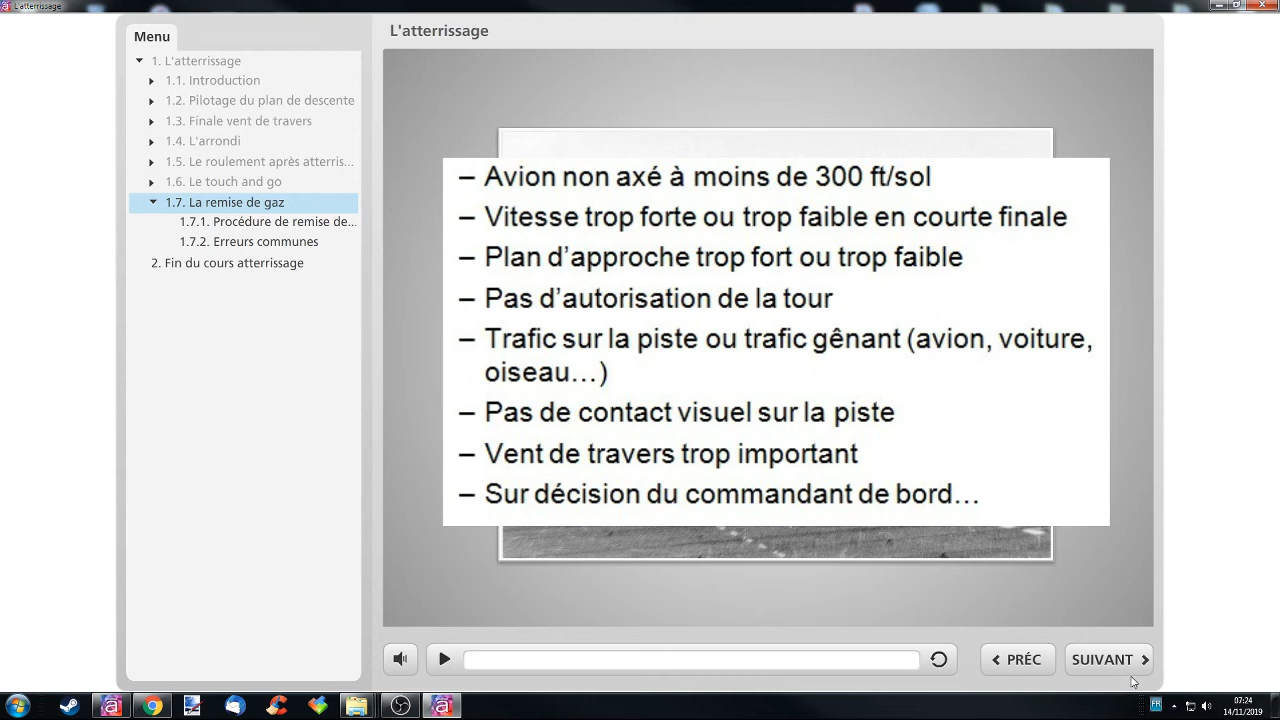 L'atterrissage
Menu
1. L'atterrissage
1.1. Introduction
1.2. Pilotage du plan de descente
1.3. Finale vent de travers
1.4. L'arrondi
1.5. Le roulement après atterris...
1.6. Le touch and go
1.7. La remise de gaz
1.7.1. Procédure de remise de...
1.7.2. Erreurs communes
2. Fin du cours atterrissage
L'atterrissage
– Avion non axé à moins de 300 ft/sol
– Vitesse trop forte ou trop faible en courte finale
– Plan d’approche trop fort ou trop faible
– Pas d’autorisation de la tour
– Trafic sur la piste ou trafic gênant (avion, voiture,
oiseau…)
– Pas de contact visuel sur la piste
– Vent de travers trop important
– Sur décision du commandant de bord…
PRÉC
SUIVANT
FR
07:24
14/11/2019